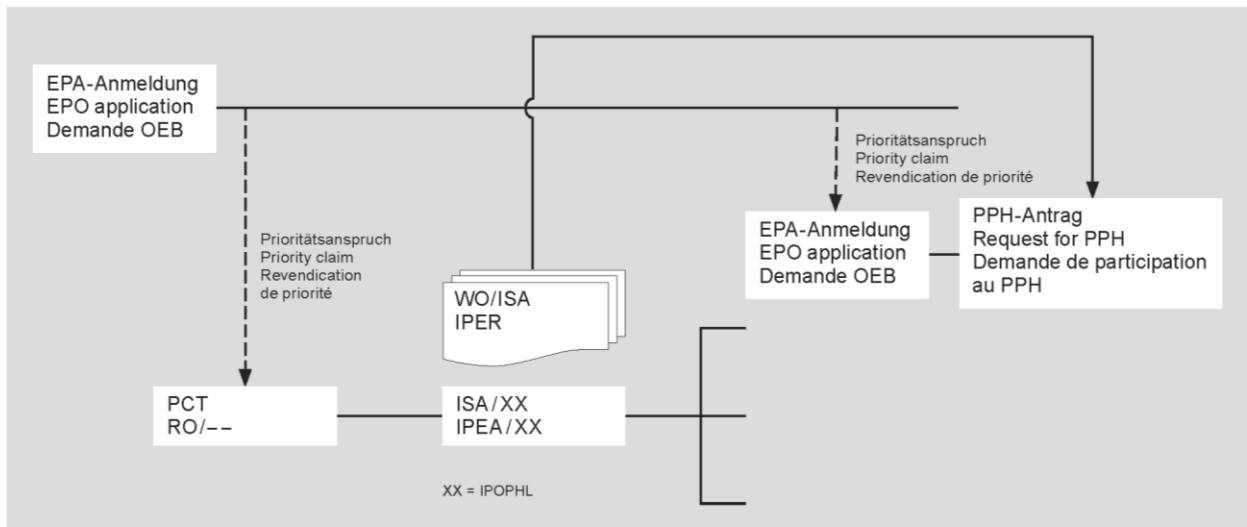 EPA-Anmeldung
EPO application
Demande OEB
Prioritätsanspruch
Priority claim
Revendication de priorité
EPA-Anmeldung
EPO application
Demande OEB
PPH-Antrag
Request for PPH
Demande de participation
au PPH
Prioritätsanspruch
Priority claim
Revendication
de priorité
WO/ISA
IPER
PCT
RO/––
ISA/XX
IPEA/XX
XX = IPOPHL